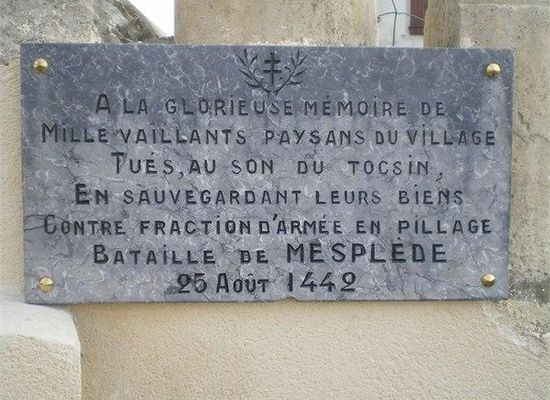 A LA GLORIEUSE MÉMOIRE DE
MILLE VAILLANTS PAYSANS DU VILLAGE
TUÉS, AU SON DU TOCSIN,
EN SAUVEGARDANT LEURS BIENS
CONTRE FRACTION D'ARMÉE EN PILLAGE
BATAILLE DE MESPLÈDE
25 AOÛT 1442